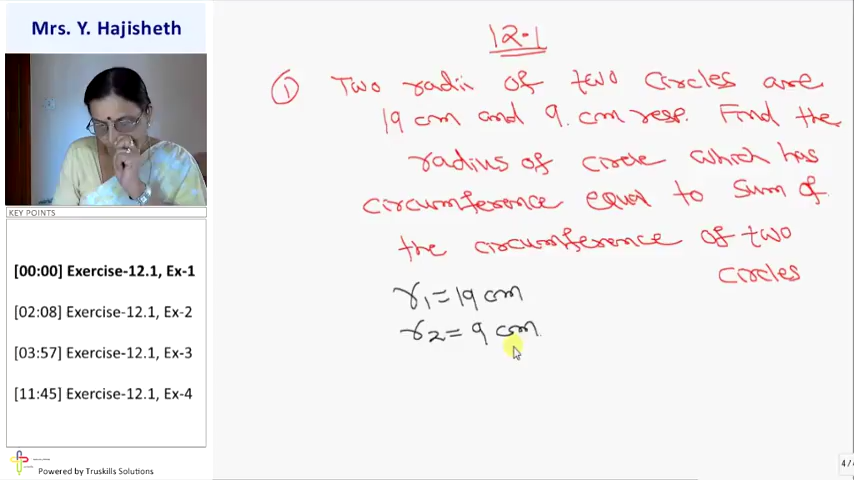 Mrs. Y. Hajisheth
KEY POINTS
[00:00] Exercise-12.1, Ex-1
[02:08] Exercise-12.1, Ex-2
[03:57] Exercise-12.1, Ex-3
[11:45] Exercise-12.1, Ex-4
Powered by Truskills Solutions
12.1
① Two radii of two circles are
19 cm and 9. cm resp. Find the
radius of circle which has
circumference equal to sum of
the circumference of two
circles
r1 = 19 cm
r2 = 9 cm
4/